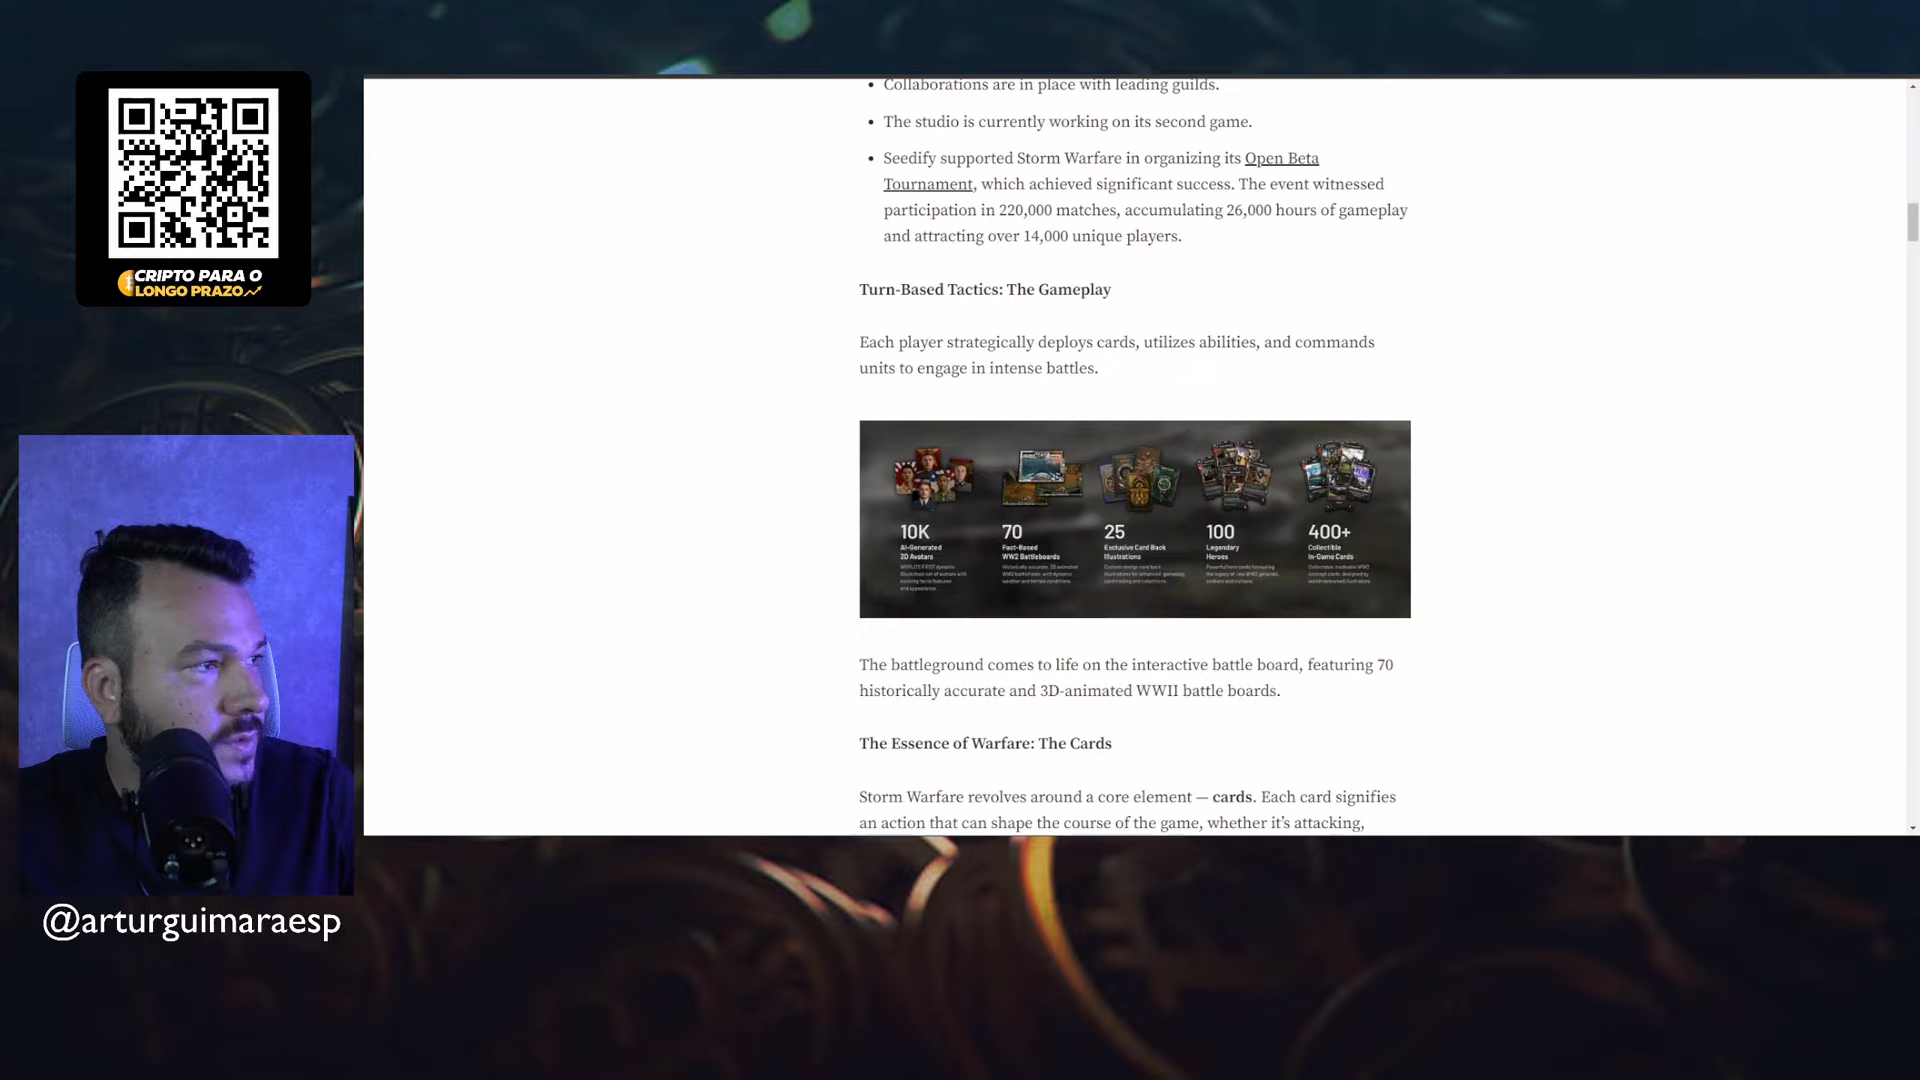 CRIPTO PARA O
LONGO PRAZO
@arturguimaraesp
Collaborations are in place with leading guilds.
The studio is currently working on its second game.
Seedify supported Storm Warfare in organizing its Open Beta
Tournament, which achieved significant success. The event witnessed
participation in 220,000 matches, accumulating 26,000 hours of gameplay
and attracting over 14,000 unique players.
Turn-Based Tactics: The Gameplay
Each player strategically deploys cards, utilizes abilities, and commands
units to engage in intense battles.
10K
AI-Generated
3D Avatars
70
Fact-Based
WW2 Battleboards
25
Exclusive Card Back
Illustrations
100
Legendary
Heroes
400+
Collectible
In-Game Cards
The battleground comes to life on the interactive battle board, featuring 70
historically accurate and 3D-animated WWII battle boards.
The Essence of Warfare: The Cards
Storm Warfare revolves around a core element — cards. Each card signifies
an action that can shape the course of the game, whether it’s attacking,